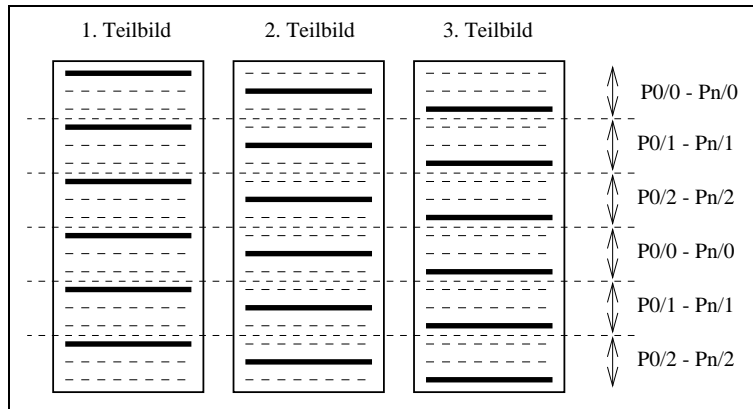 1. Teilbild 2. Teilbild 3. Teilbild
P0/0 - Pn/0
P0/1 - Pn/1
P0/2 - Pn/2
P0/0 - Pn/0
P0/1 - Pn/1
P0/2 - Pn/2